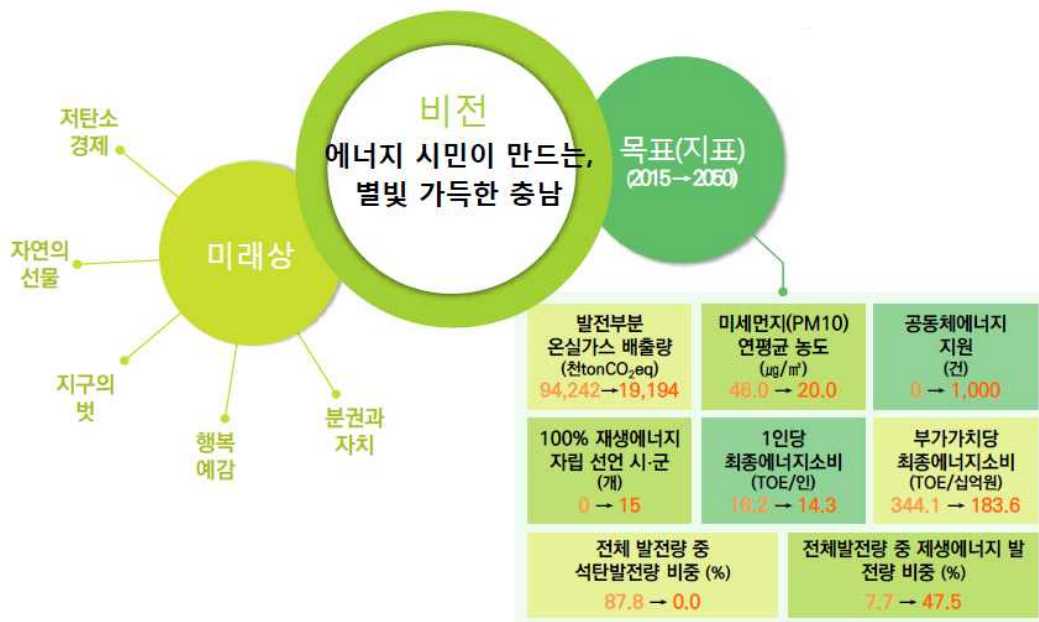 비전
에너지 시민이 만드는,
별빛 가득한 충남
목표(지표)
(2015→2050)
미래상
저탄소
경제
자연의
선물
지구의
벗
행복
예감
분권과
자치
발전부분
온실가스 배출량
(천tonCO₂eq)
94,242→19,194
미세먼지(PM10)
연평균 농도
(㎍/㎥)
46.0→20.0
공동체에너지
지원
(건)
0→1,000
100% 재생에너지
자립 선언 시·군
(개)
0→15
1인당
최종에너지소비
(TOE/인)
16.2→14.3
부가가치당
최종에너지소비
(TOE/십억원)
344.1→183.6
전체 발전량 중
석탄발전량 비중 (%)
87.8→0.0
전체발전량 중 재생에너지 발
전량 비중 (%)
7.7→47.5